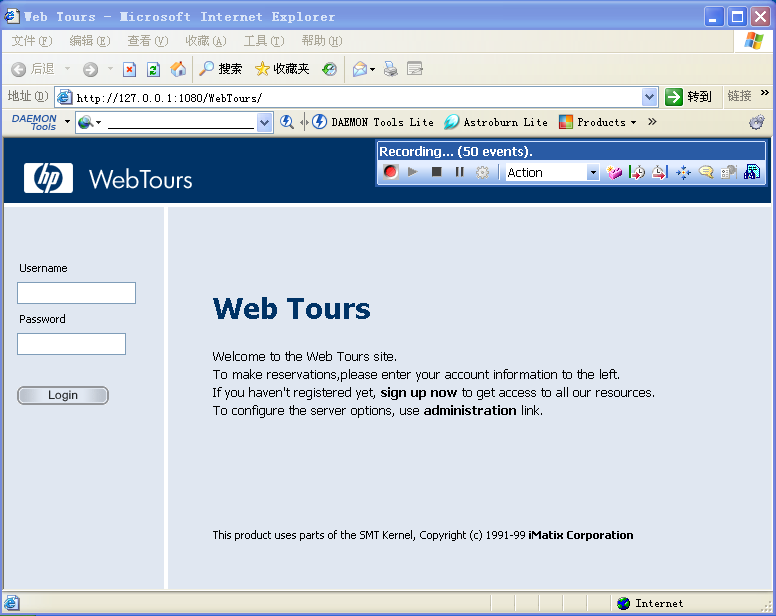 Web Tours - Microsoft Internet Explorer
文件(F) 编辑(E) 查看(V) 收藏(A) 工具(T) 帮助(H)
后退 搜索 收藏夹
地址(D) http://127.0.0.1:1080/WebTours/ 转到 链接 »
DAEMON Tools DAEMON Tools Lite Astroburn Lite Products »
Recording... (50 events).
Action
hp WebTours
Username
Password
Login
Web Tours
Welcome to the Web Tours site.
To make reservations,please enter your account information to the left.
If you haven't registered yet, sign up now to get access to all our resources.
To configure the server options, use administration link.
This product uses parts of the SMT Kernel, Copyright (c) 1991-99 iMatix Corporation
Internet